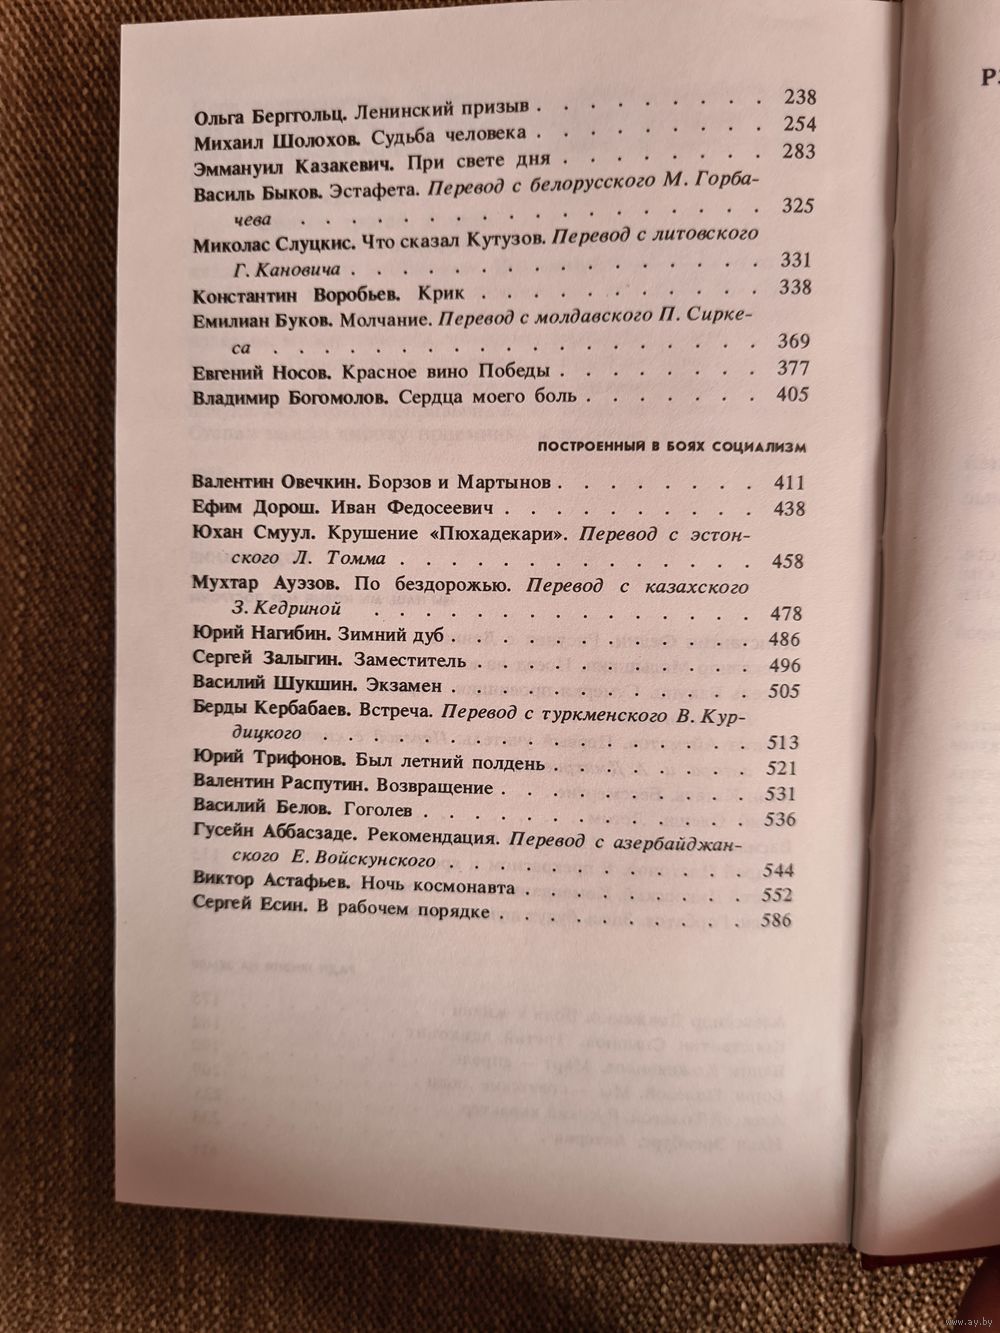 Ольга Берггольц. Ленинский призыв . . . . . . . . . 238
Михаил Шолохов. Судьба человека . . . . . . . . . 254
Эммануил Казакевич. При свете дня . . . . . . . . 283
Василь Быков. Эстафета. Перевод с белорусского М. Горба-
чева . . . . . . . . . . . . . . . . . . 325
Миколас Слуцкис. Что сказал Кутузов. Перевод с литовского
Г. Кановича . . . . . . . . . . . . . . . . 331
Константин Воробьев. Крик . . . . . . . . . . . 338
Емилиан Буков. Молчание. Перевод с молдавского П. Сирке-
са . . . . . . . . . . . . . . . . . . . 369
Евгений Носов. Красное вино Победы . . . . . . . . 377
Владимир Богомолов. Сердца моего боль . . . . . . . 405
ПОСТРОЕННЫЙ В БОЯХ СОЦИАЛИЗМ
Валентин Овечкин. Борзов и Мартынов . . . . . . . . 411
Ефим Дорош. Иван Федосеевич . . . . . . . . . . 438
Юхан Смуул. Крушение «Пюхадекари». Перевод с эстон-
ского Л. Томма . . . . . . . . . . . . . . 458
Мухтар Ауэзов. По бездорожью. Перевод с казахского
З. Кедриной . . . . . . . . . . . . . . . 478
Юрий Нагибин. Зимний дуб . . . . . . . . . . . . 486
Сергей Залыгин. Заместитель . . . . . . . . . . . 496
Василий Шукшин. Экзамен . . . . . . . . . . . . 505
Берды Кербабаев. Встреча. Перевод с туркменского В. Кур-
дицкого . . . . . . . . . . . . . . . . . 513
Юрий Трифонов. Был летний полдень . . . . . . . . 521
Валентин Распутин. Возвращение . . . . . . . . . . 531
Василий Белов. Гоголев . . . . . . . . . . . . . 536
Гусейн Аббасзаде. Рекомендация. Перевод с азербайджан-
ского Е. Войскунского . . . . . . . . . . . . 544
Виктор Астафьев. Ночь космонавта . . . . . . . . . 552
Сергей Есин. В рабочем порядке . . . . . . . . . . 586
www.ay.by